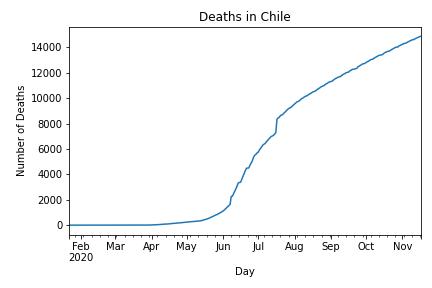 Deaths in Chile
Number of Deaths
14000
12000
10000
8000
6000
4000
2000
0
Feb Mar Apr May Jun Jul Aug Sep Oct Nov
2020
Day